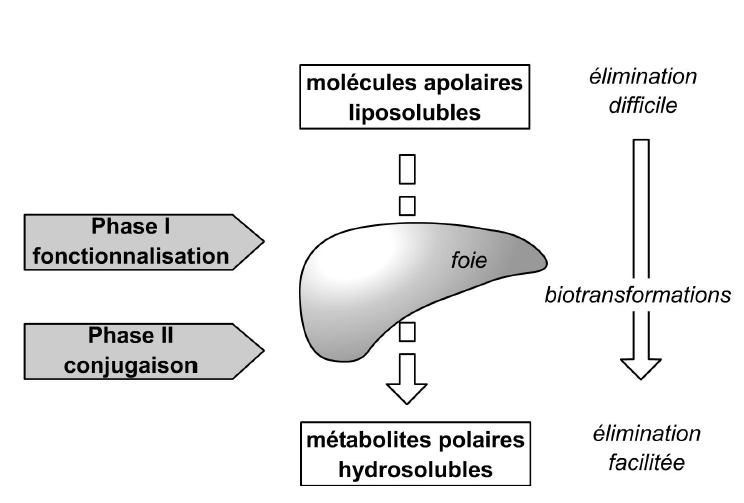 molécules apolaires
liposolubles
élimination
difficile
Phase I
fonctionnalisation
foie
biotransformations
Phase II
conjugaison
métabolites polaires
hydrosolubles
élimination
facilitée